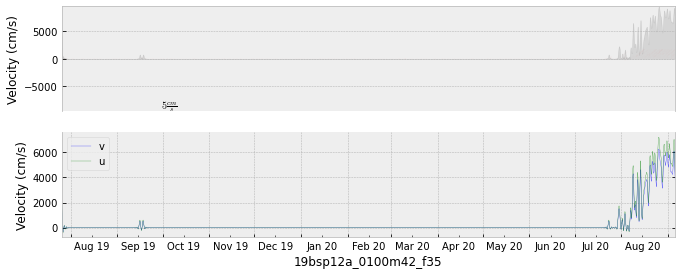 Velocity (cm/s)
5000
0
−5000
5 cm/s
Velocity (cm/s)
6000
4000
2000
0
v
u
Aug 19 Sep 19 Oct 19 Nov 19 Dec 19 Jan 20 Feb 20 Mar 20 Apr 20 May 20 Jun 20 Jul 20 Aug 20
19bsp12a_0100m42_f35